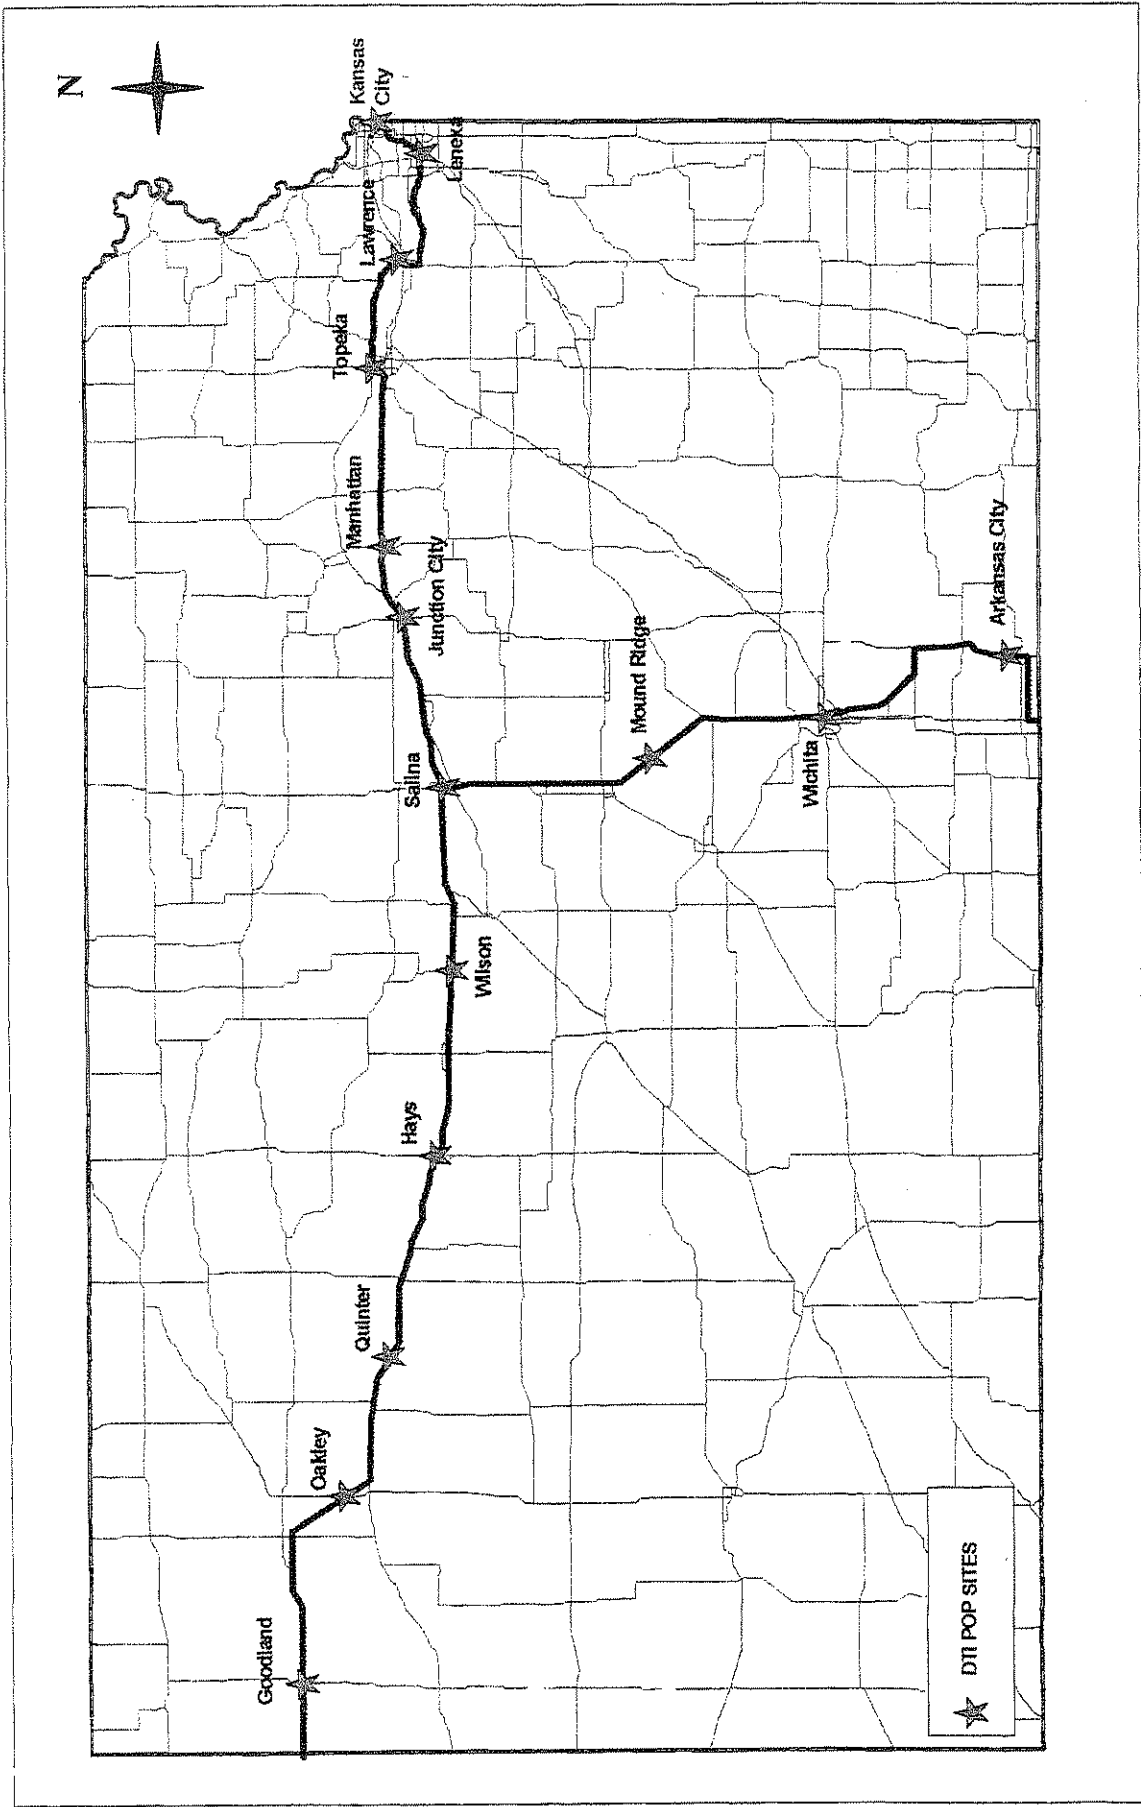 N
Kansas
City
Leneka
Lawrence
Topeka
Manhattan
Junction City
Salina
Mound Ridge
Wichita
Arkansas City
Wilson
Hays
Quinter
Oakley
Goodland
DTI POP SITES